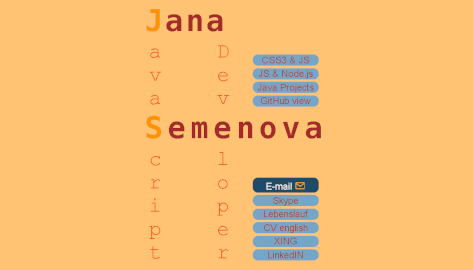 Jana
a D
v e
a v
CSS3 & JS
JS & Node.js
Java Projects
GitHub view
Semenova
c l
r o
i p
p e
t r
E-mail
Skype
Lebenslauf
CV english
XING
LinkedIN